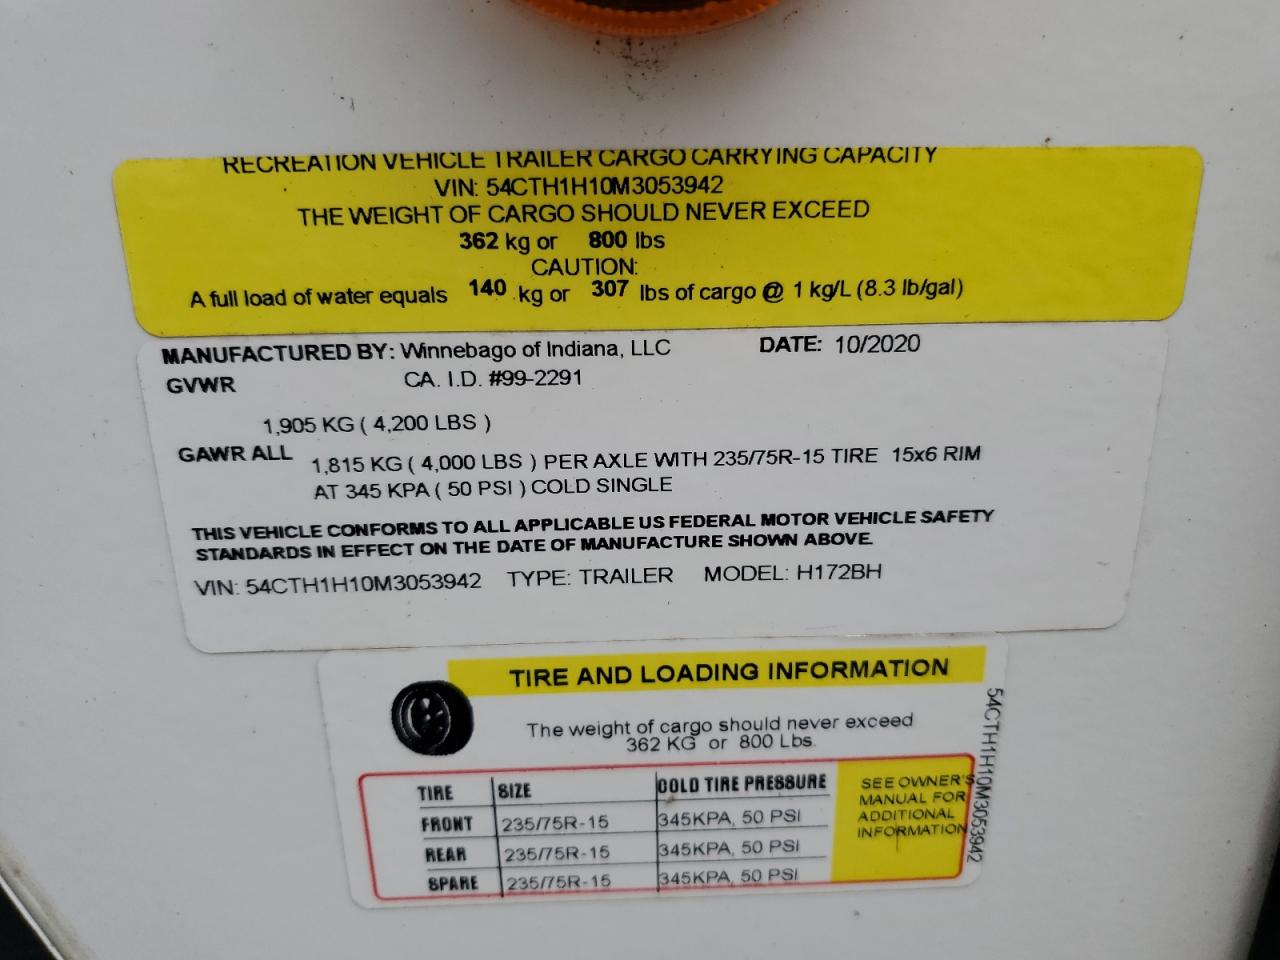 RECREATION VEHICLE TRAILER CARGO CARRYING CAPACITY
VIN: 54CTH1H10M3053942
THE WEIGHT OF CARGO SHOULD NEVER EXCEED
362 kg or 800 lbs
CAUTION:
A full load of water equals 140 kg or 307 lbs of cargo @ 1 kg/L (8.3 lb/gal)
MANUFACTURED BY: Winnebago of Indiana, LLC DATE: 10/2020
GVWR CA. I.D. #99-2291
1,905 KG ( 4,200 LBS )
GAWR ALL 1,815 KG ( 4,000 LBS ) PER AXLE WITH 235/75R-15 TIRE 15x6 RIM
AT 345 KPA ( 50 PSI ) COLD SINGLE
THIS VEHICLE CONFORMS TO ALL APPLICABLE US FEDERAL MOTOR VEHICLE SAFETY
STANDARDS IN EFFECT ON THE DATE OF MANUFACTURE SHOWN ABOVE.
VIN: 54CTH1H10M3053942 TYPE: TRAILER MODEL: H172BH
TIRE AND LOADING INFORMATION
The weight of cargo should never exceed
362 KG or 800 Lbs.
TIRE SIZE COLD TIRE PRESSURE
FRONT 235/75R-15 345KPA, 50 PSI
REAR 235/75R-15 345KPA, 50 PSI
SPARE 235/75R-15 345KPA, 50 PSI
SEE OWNER'S
MANUAL FOR
ADDITIONAL
INFORMATION
54CTH1H10M3053942